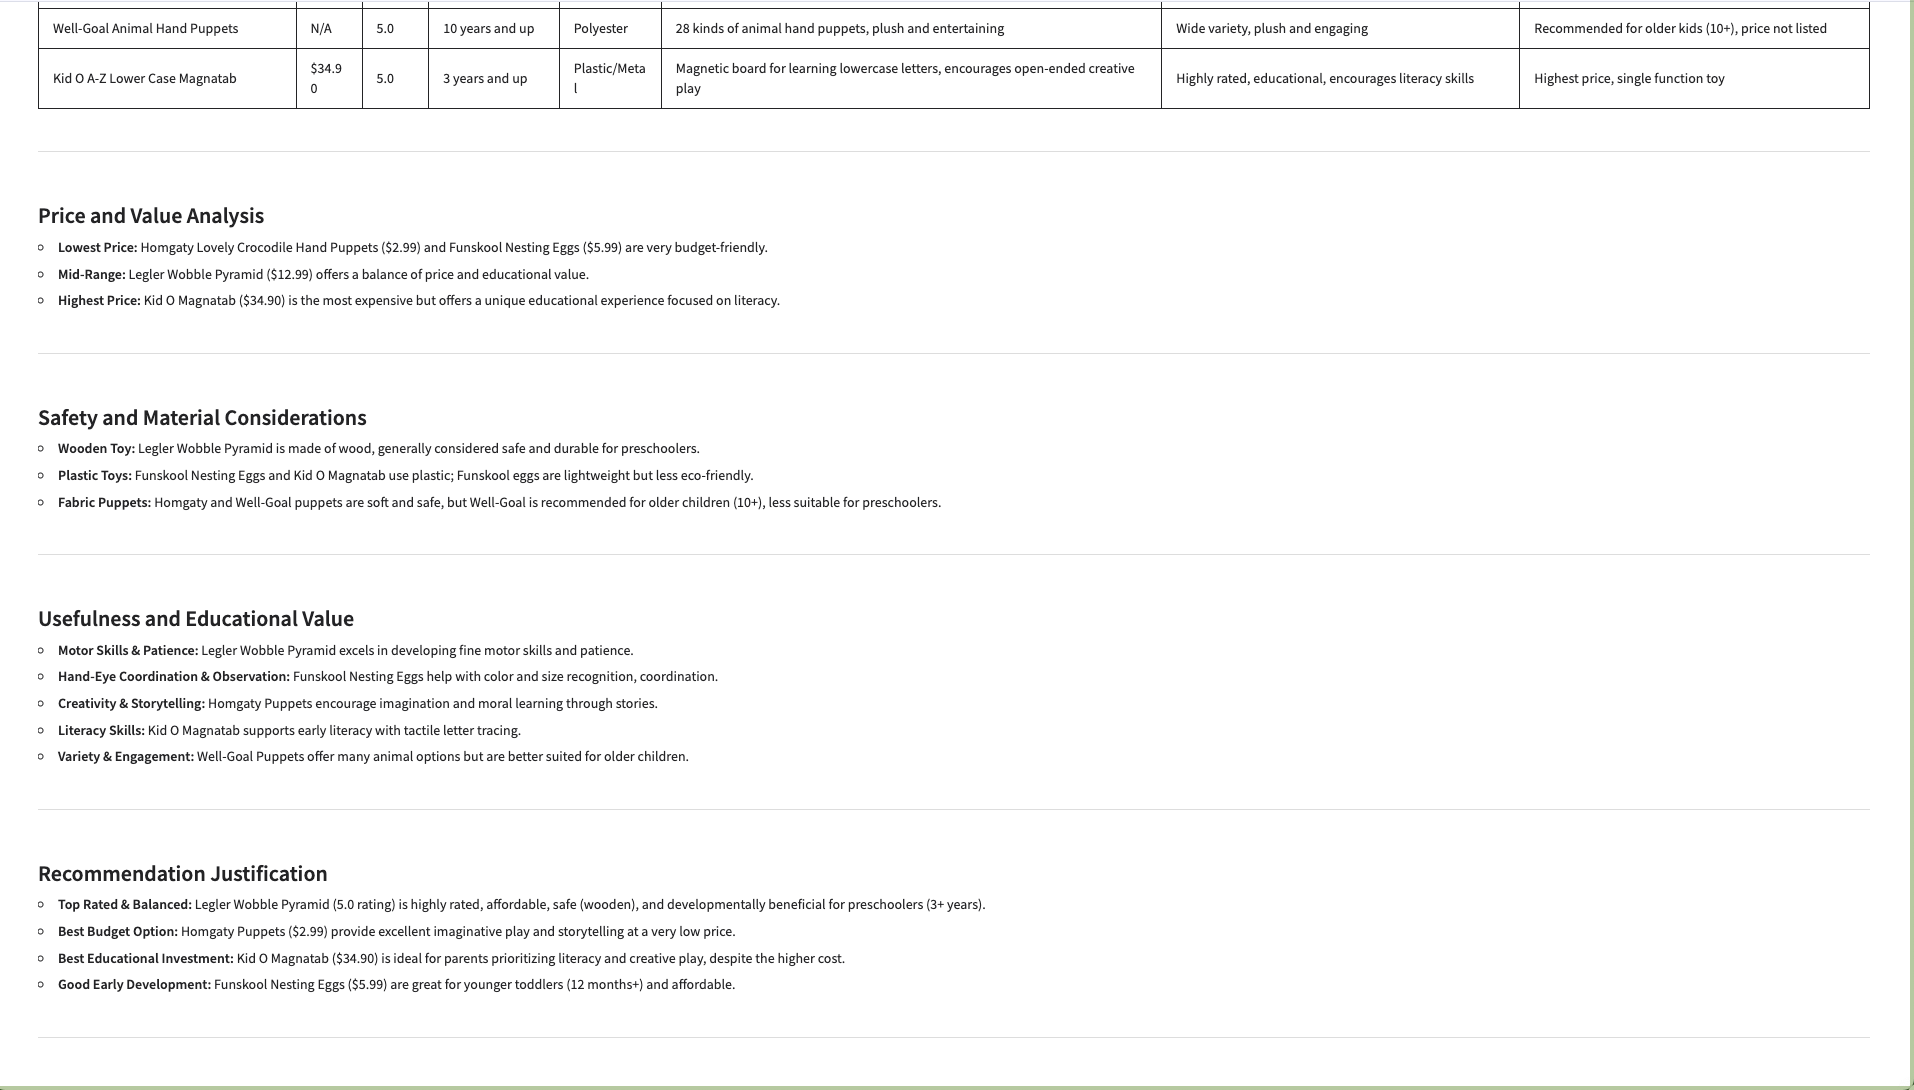 Well-Goal Animal Hand Puppets N/A 5.0 10 years and up Polyester 28 kinds of animal hand puppets, plush and entertaining Wide variety, plush and engaging Recommended for older kids (10+), price not listed
Kid O A-Z Lower Case Magnatab $34.9
0 5.0 3 years and up Plastic/Meta
l Magnetic board for learning lowercase letters, encourages open-ended creative
play Highly rated, educational, encourages literacy skills Highest price, single function toy
Price and Value Analysis
Lowest Price: Homgaty Lovely Crocodile Hand Puppets ($2.99) and Funskool Nesting Eggs ($5.99) are very budget-friendly.
Mid-Range: Legler Wobble Pyramid ($12.99) offers a balance of price and educational value.
Highest Price: Kid O Magnatab ($34.90) is the most expensive but offers a unique educational experience focused on literacy.
Safety and Material Considerations
Wooden Toy: Legler Wobble Pyramid is made of wood, generally considered safe and durable for preschoolers.
Plastic Toys: Funskool Nesting Eggs and Kid O Magnatab use plastic; Funskool eggs are lightweight but less eco-friendly.
Fabric Puppets: Homgaty and Well-Goal puppets are soft and safe, but Well-Goal is recommended for older children (10+), less suitable for preschoolers.
Usefulness and Educational Value
Motor Skills & Patience: Legler Wobble Pyramid excels in developing fine motor skills and patience.
Hand-Eye Coordination & Observation: Funskool Nesting Eggs help with color and size recognition, coordination.
Creativity & Storytelling: Homgaty Puppets encourage imagination and moral learning through stories.
Literacy Skills: Kid O Magnatab supports early literacy with tactile letter tracing.
Variety & Engagement: Well-Goal Puppets offer many animal options but are better suited for older children.
Recommendation Justification
Top Rated & Balanced: Legler Wobble Pyramid (5.0 rating) is highly rated, affordable, safe (wooden), and developmentally beneficial for preschoolers (3+ years).
Best Budget Option: Homgaty Puppets ($2.99) provide excellent imaginative play and storytelling at a very low price.
Best Educational Investment: Kid O Magnatab ($34.90) is ideal for parents prioritizing literacy and creative play, despite the higher cost.
Good Early Development: Funskool Nesting Eggs ($5.99) are great for younger toddlers (12 months+) and affordable.